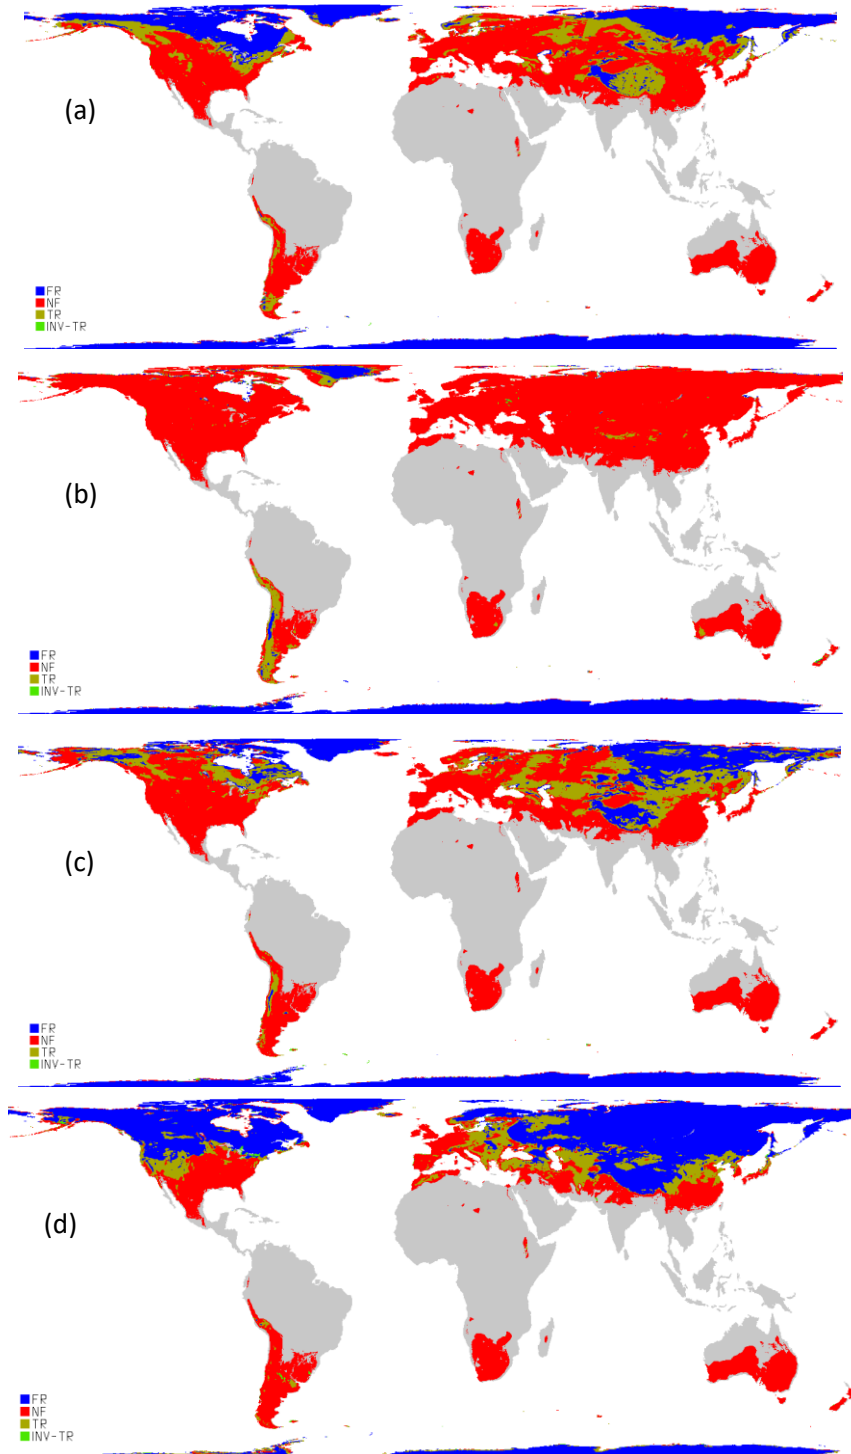 (a)
FR
NF
TR
INV-TR
(b)
FR
NF
TR
INV-TR
(c)
FR
NF
TR
INV-TR
(d)
FR
NF
TR
INV-TR